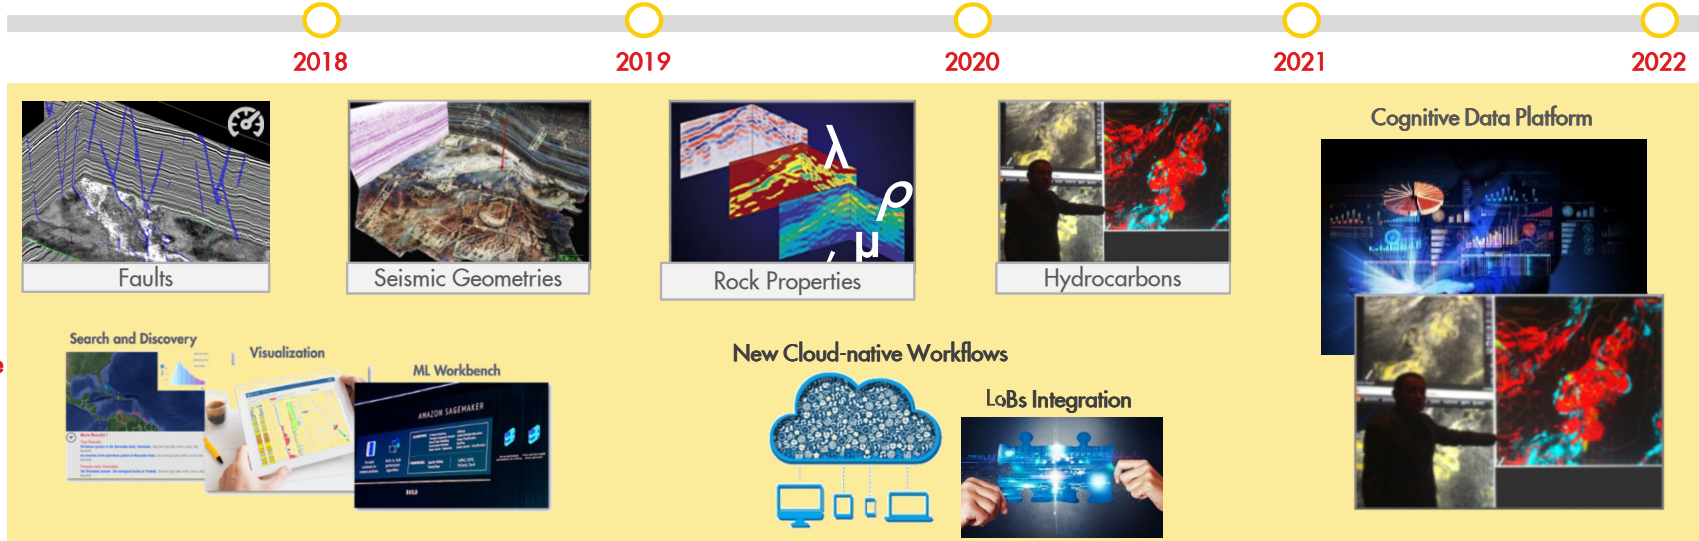 2018
2019
2020
2021
2022
λ
ρ
μ
Faults
Seismic Geometries
Rock Properties
Hydrocarbons
Cognitive Data Platform
Search and Discovery
Visualization
ML Workbench
AMAZON SAGEMAKER
BUILD
New Cloud-native Workflows
LoBs Integration